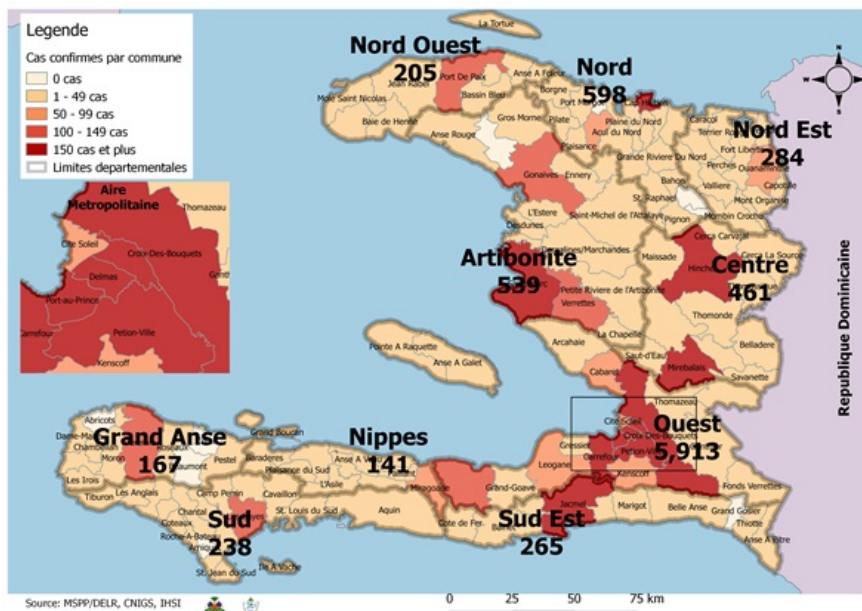 Legende
Cas confirmes par commune
0 cas
1 - 49 cas
50 - 99 cas
100 - 149 cas
150 cas et plus
Limites departementales
Aire
Metropolitaine
Thomazeau
Cite Soleil
Croix-Des-Bouquets
Delmas
Port-au-Prince
Carrefour
Petion-Ville
Kenscoff
La Tortue
Nord Ouest
205
Port De Paix
Jean Rabel
Anse A Foleur
Mole Saint Nicolas
Bassin Bleu
Baie de Henne
Anse Rouge
Gros Morne
Nord
598
Borgne
Port Margot
Pilate
Plaine du Nord
Acul du Nord
Plaisance
Grande Riviere Du Nord
Bahon
St. Raphael
Pignon
Caracol
Nord Est
284
Fort Liberte
Perches
Ouanaminthe
Capotille
Valliere
Mont Organise
Mombin Crochu
Gonaives
Ennery
L'Estere
Saint-Michel de l'Attalaye
Desdunes
Dessalines/Marchandes
Artibonite
539
Petite Riviere de l'Artibonite
Verrettes
La Chapelle
Cerca Carvajal
Maissade
Cerca La Source
Centre
461
Thomonde
Belladere
Saut-d'Eau
Mirebalais
Savanette
Republique Dominicaine
Pointe A Raquette
Anse A Galet
Arcahaie
Cabaret
Thomazeau
Cite Soleil
Ouest
5,913
Croix-Des-Bouquets
Gressier
Carrefour
Petion-Ville
Kenscoff
Leogane
Fonds Verrettes
Abricots
Grand Anse
167
Chambellan
Moron
Les Irois
Pestel
Grand Boucan
Baraderes
Plaisance du Sud
Nippes
141
L'Asile
Miragoane
Grand-Goave
Tiburon
Les Anglais
Camp Perrin
Cavaillon
Chantal
Coteaux
St. Louis du Sud
Aquin
Roche-A-Bateau
Sud
238
St. Jean du Sud
Ile A Vache
Cote de Fer
Jacmel
Sud Est
265
Marigot
Belle Anse
Grand Gosier
Thiotte
Anse A Pitre
Source: MSPP/DELR, CNIGS, IHSI
0 25 50 75 km
N
W
E
S